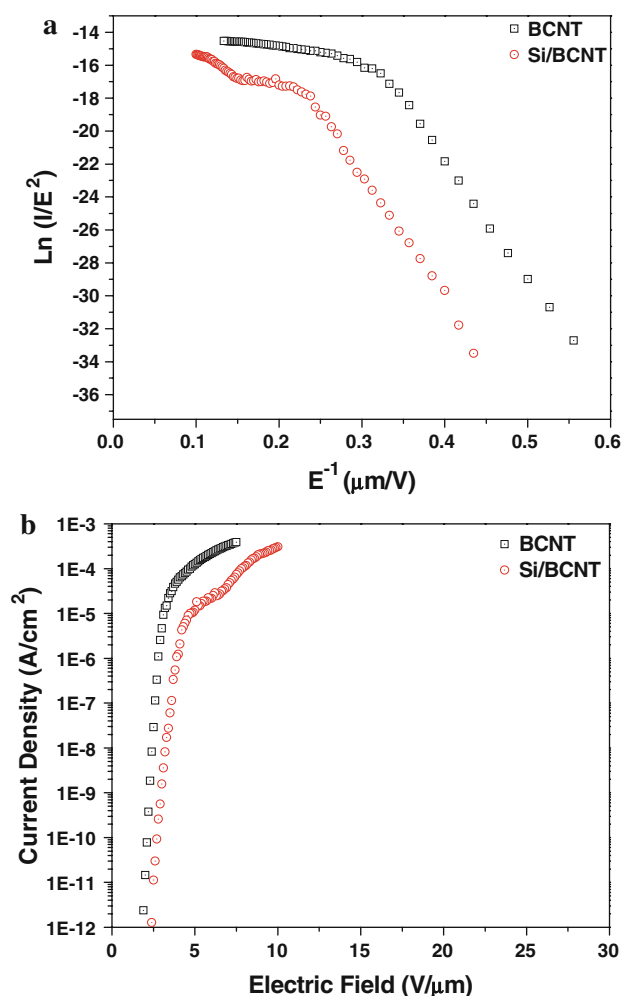 a
BCNT
Si/BCNT
-14
-16
-18
-20
-22
-24
-26
-28
-30
-32
-34
-36
Ln (I/E²)
0.0 0.1 0.2 0.3 0.4 0.5 0.6
E⁻¹ (μm/V)
b
BCNT
Si/BCNT
1E-3
1E-4
1E-5
1E-6
1E-7
1E-8
1E-9
1E-10
1E-11
1E-12
Current Density (A/cm²)
0 5 10 15 20 25 30
Electric Field (V/μm)